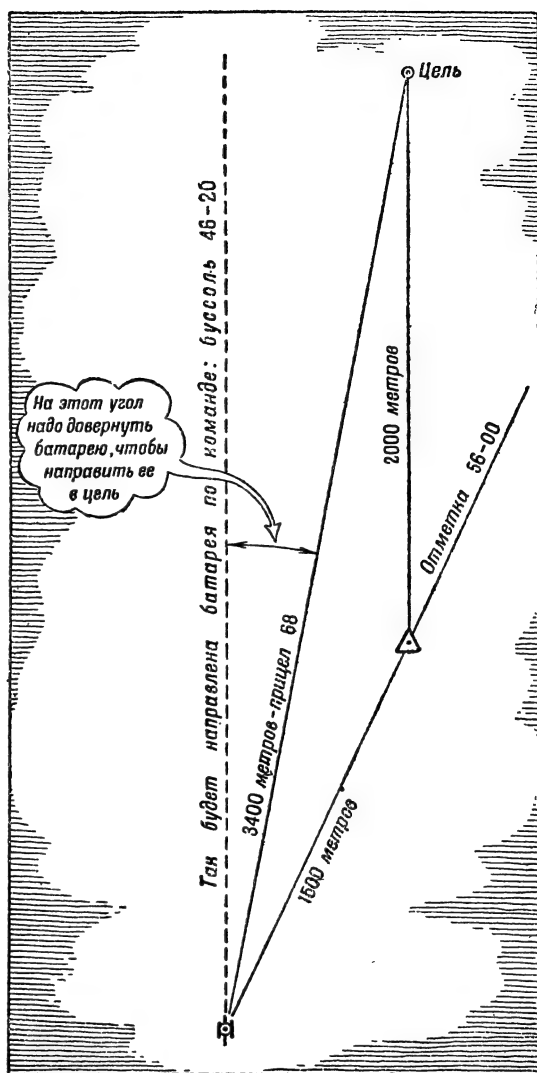 Цель
Так будет направлена батарея по команде: буссоль 46-20
На этот угол
надо довернуть
батарею, чтобы
направить ее
в цель
2000 метров
Отметка 56-00
3400 метров-прицел 68
1500 метров